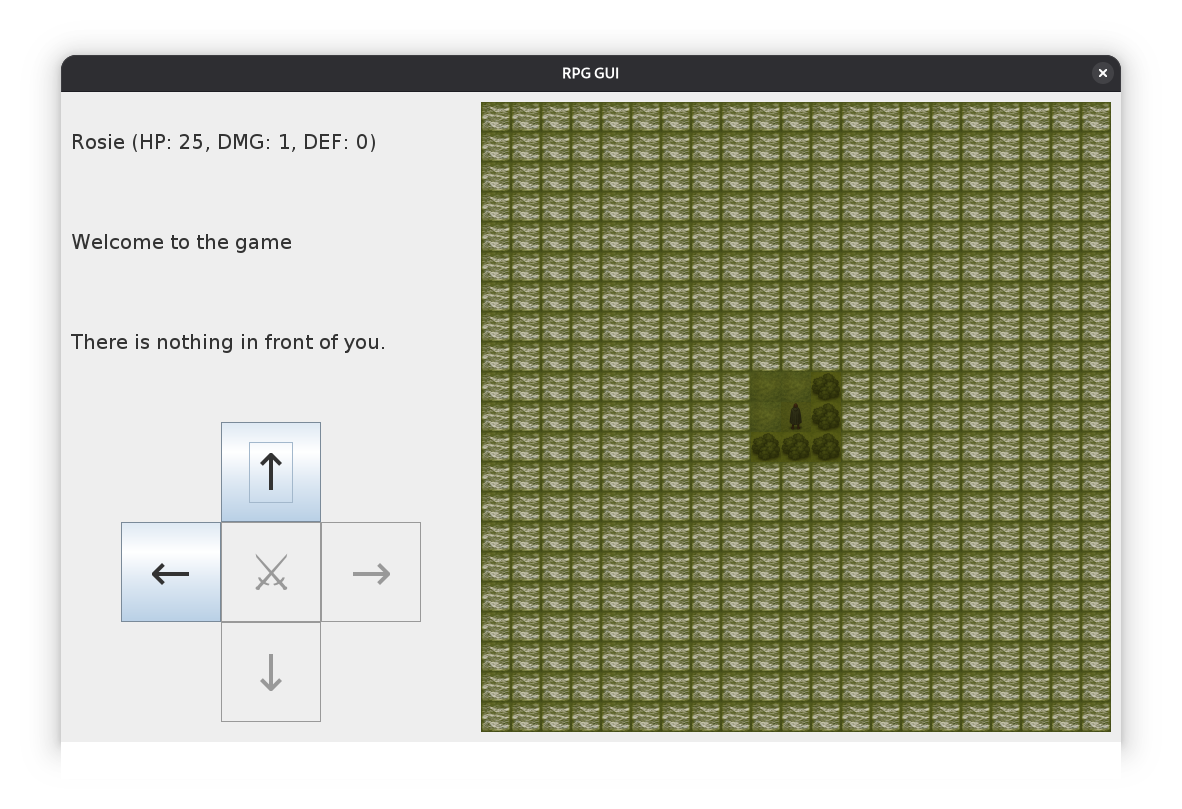 RPG GUI
Rosie (HP: 25, DMG: 1, DEF: 0)
Welcome to the game
There is nothing in front of you.
↑
← ⚔ →
↓